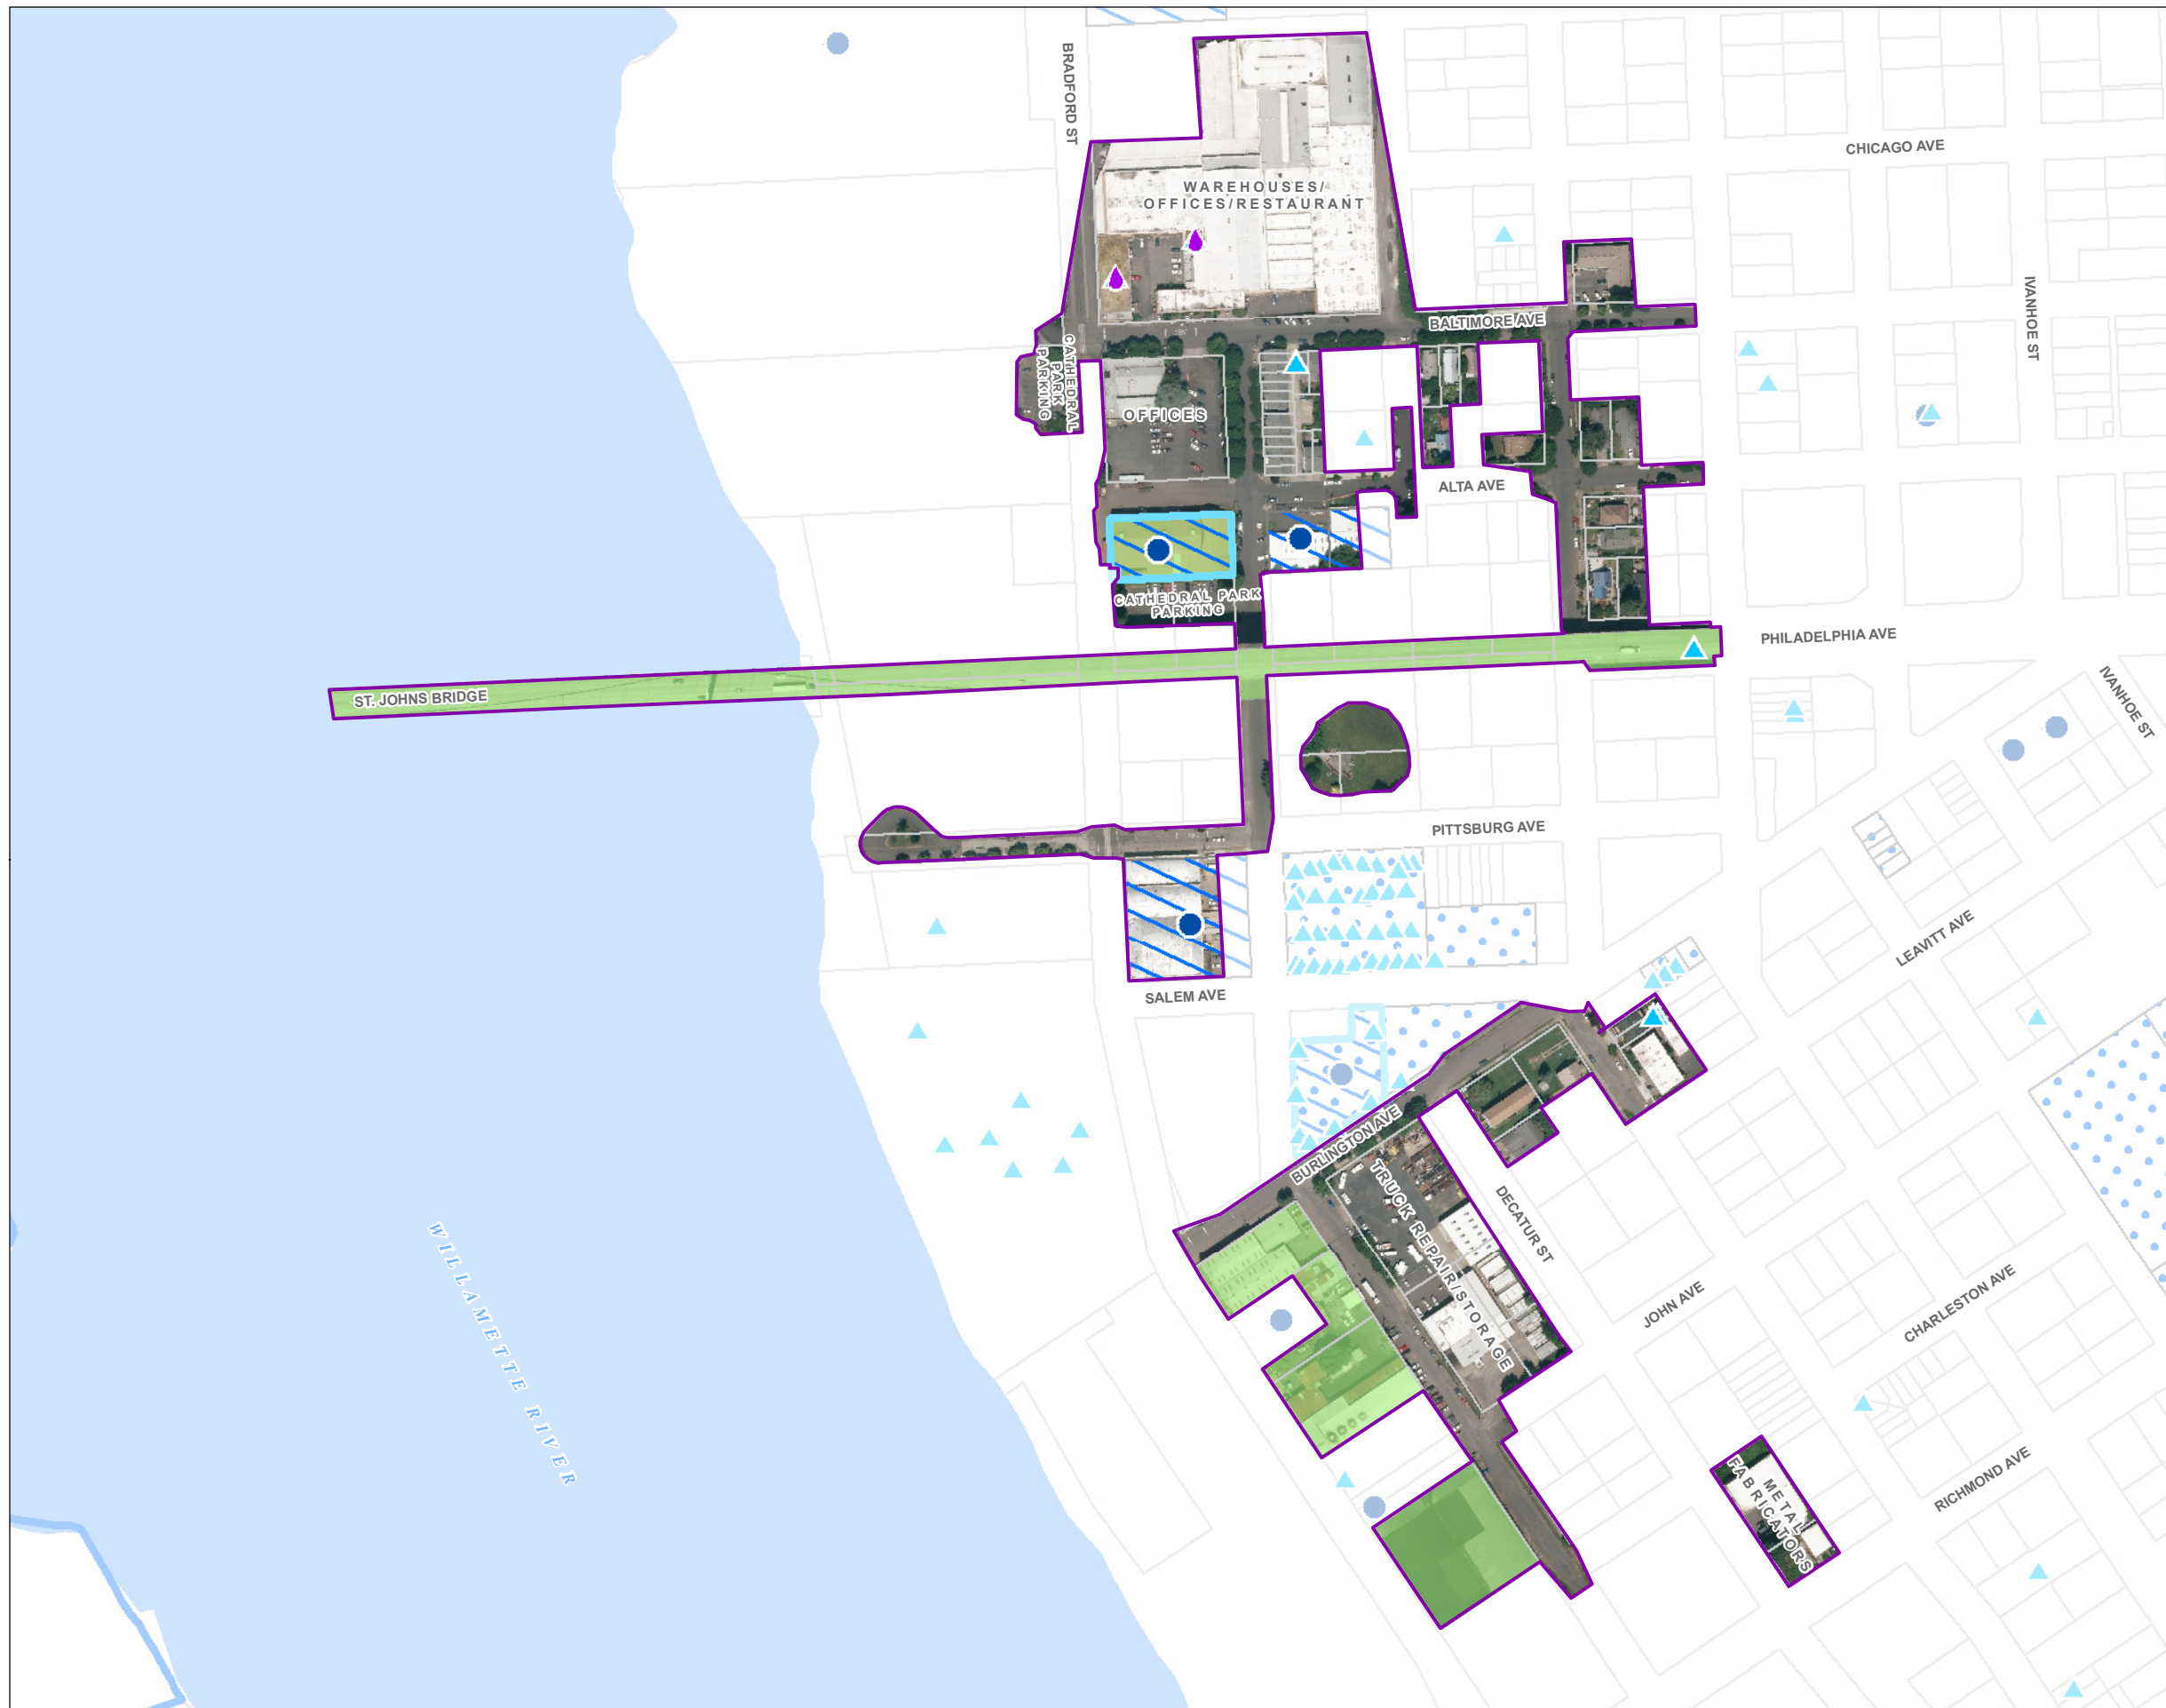 BRADFORD ST
CHICAGO AVE
WAREHOUSES/
OFFICES/RESTAURANT
IVANHOE ST
BALTIMORE AVE
CATHEDRAL
PARK
PARKING
OFFICES
ALTA AVE
CATHEDRAL PARK
PARKING
PHILADELPHIA AVE
ST. JOHNS BRIDGE
IVANHOE ST
PITTSBURG AVE
LEAVITT AVE
SALEM AVE
BURLINGTON AVE
TRUCK REPAIR/STORAGE
DECATUR ST
WILLAMETTE RIVER
JOHN AVE
CHARLESTON AVE
RICHMOND AVE
METAL
FABRICATORS